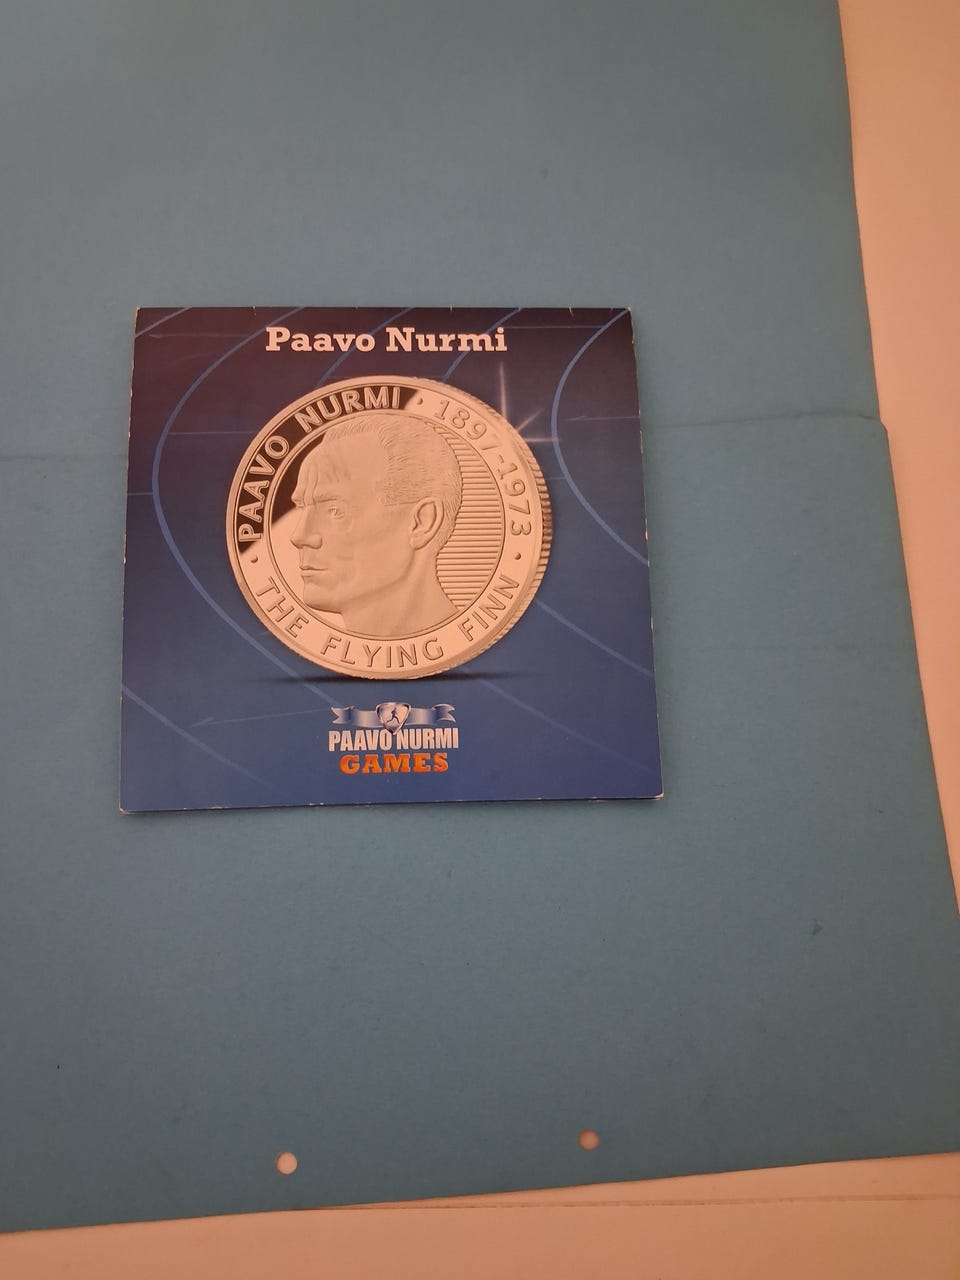 Paavo Nurmi
PAAVO NURMI • 1897-1973 •
THE FLYING FINN
PAAVO NURMI
GAMES